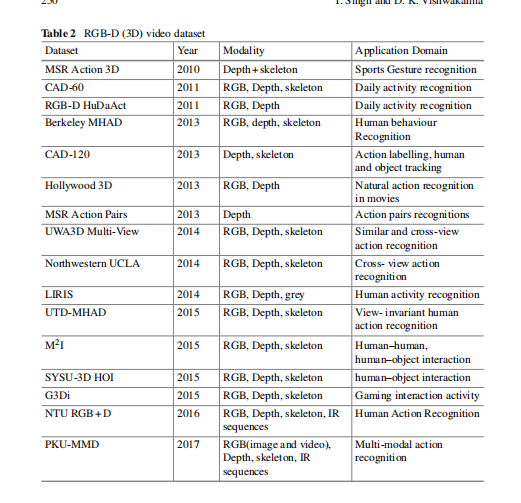 250 T. Singh and D. K. Vishwakarma
Table 2 RGB-D (3D) video dataset
Dataset Year Modality Application Domain
MSR Action 3D 2010 Depth+skeleton Sports Gesture recognition
CAD-60 2011 RGB, Depth, skeleton Daily activity recognition
RGB-D HuDaAct 2011 RGB, Depth Daily activity recognition
Berkeley MHAD 2013 RGB, depth, skeleton Human behaviour
Recognition
CAD-120 2013 Depth, skeleton Action labelling, human
and object tracking
Hollywood 3D 2013 RGB, Depth Natural action recognition
in movies
MSR Action Pairs 2013 Depth Action pairs recognitions
UWA3D Multi-View 2014 RGB, Depth, skeleton Similar and cross-view
action recognition
Northwestern UCLA 2014 RGB, Depth, skeleton Cross- view action
recognition
LIRIS 2014 RGB, Depth, grey Human activity recognition
UTD-MHAD 2015 RGB, Depth, skeleton View- invariant human
action recognition
M²I 2015 RGB, Depth, skeleton Human–human,
human–object interaction
SYSU-3D HOI 2015 RGB, Depth, skeleton human–object interaction
G3Di 2015 RGB, Depth, skeleton Gaming interaction activity
NTU RGB+D 2016 RGB, Depth, skeleton, IR Human Action Recognition
sequences
PKU-MMD 2017 RGB(image and video), Multi-modal action
Depth, skeleton, IR recognition
sequences